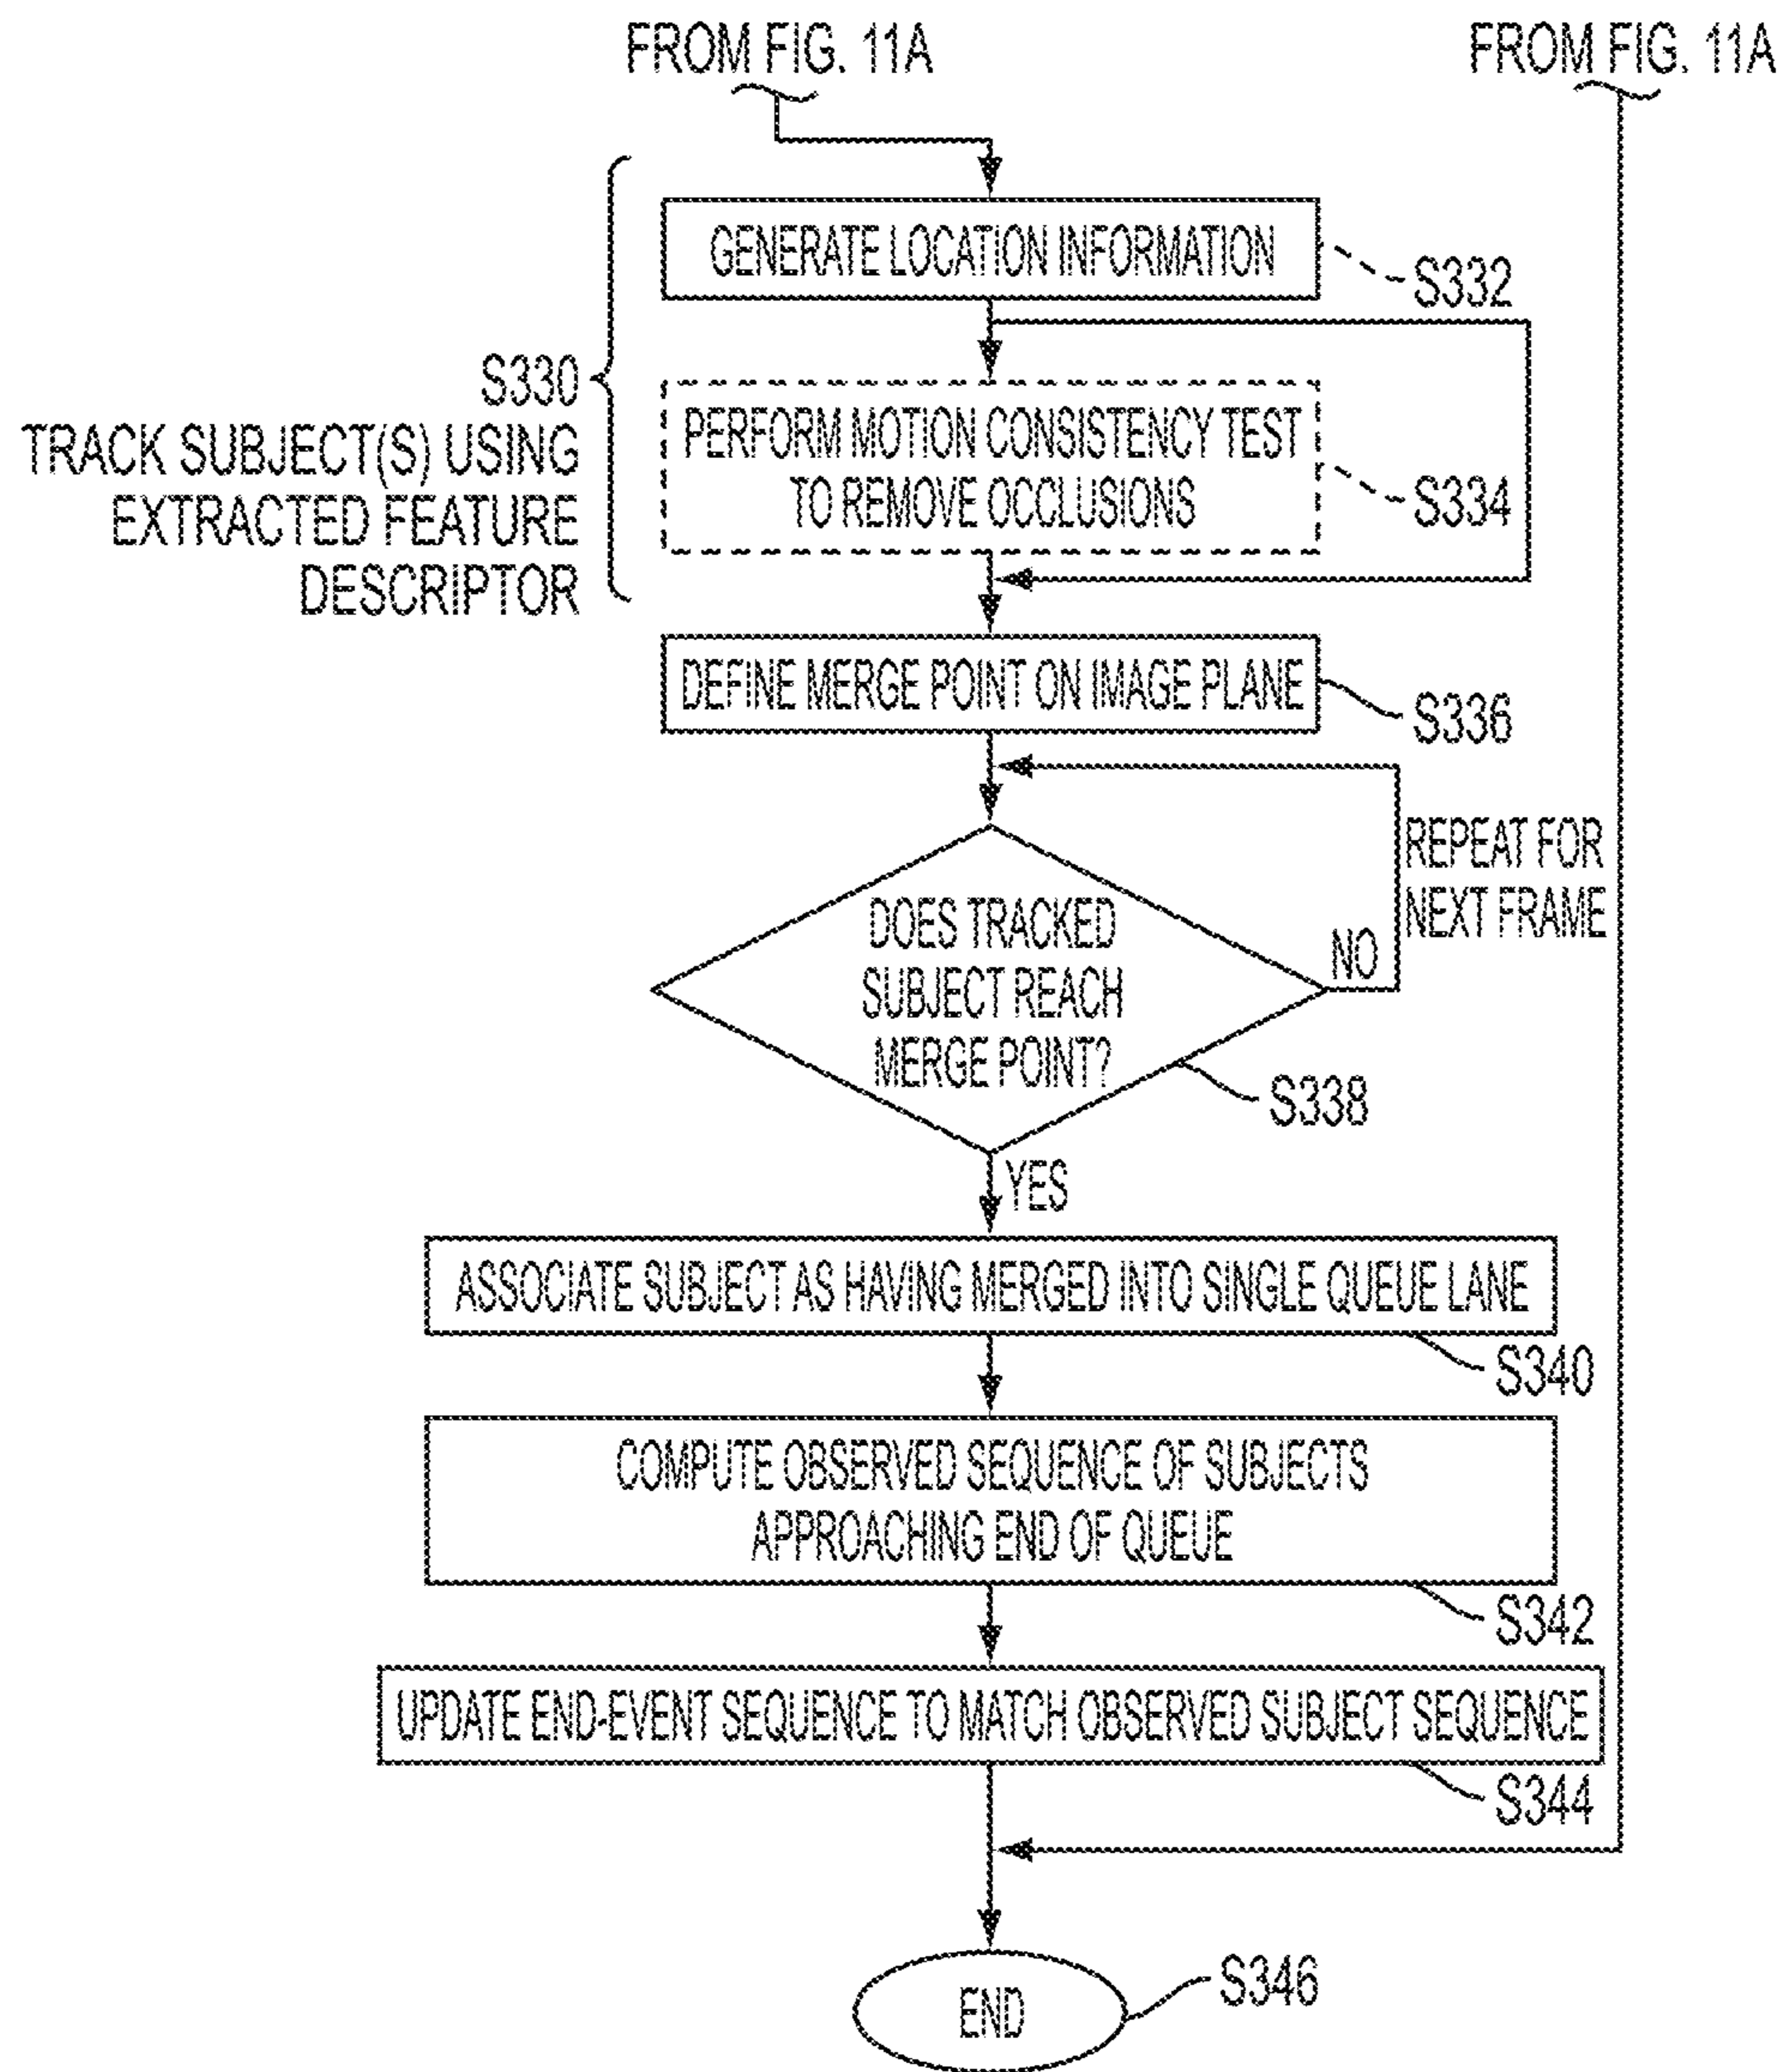 FROM FIG. 11A
FROM FIG. 11A
GENERATE LOCATION INFORMATION
S332
S330
TRACK SUBJECT(S) USING
EXTRACTED FEATURE
DESCRIPTOR
PERFORM MOTION CONSISTENCY TEST
TO REMOVE OCCLUSIONS
S334
DEFINE MERGE POINT ON IMAGE PLANE
S336
REPEAT FOR
NEXT FRAME
DOES TRACKED
SUBJECT REACH
MERGE POINT?
NO
S338
YES
ASSOCIATE SUBJECT AS HAVING MERGED INTO SINGLE QUEUE LANE
S340
COMPUTE OBSERVED SEQUENCE OF SUBJECTS
APPROACHING END OF QUEUE
S342
UPDATE END-EVENT SEQUENCE TO MATCH OBSERVED SUBJECT SEQUENCE
S344
END
S346